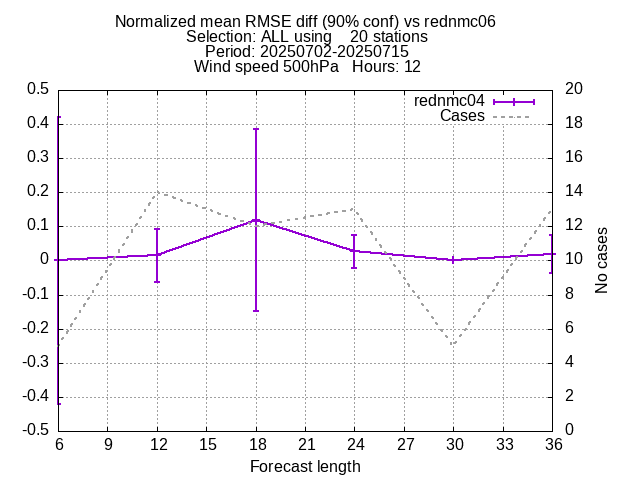 Normalized mean RMSE diff (90% conf) vs rednmc06
Selection: ALL using    20 stations
Period: 20250702-20250715
Wind speed 500hPa   Hours: 12
0.5
0.4
0.3
0.2
0.1
0
-0.1
-0.2
-0.3
-0.4
-0.5
rednmc04
Cases
20
18
16
14
12
10
8
6
4
2
0
No cases
6 9 12 15 18 21 24 27 30 33 36
Forecast length